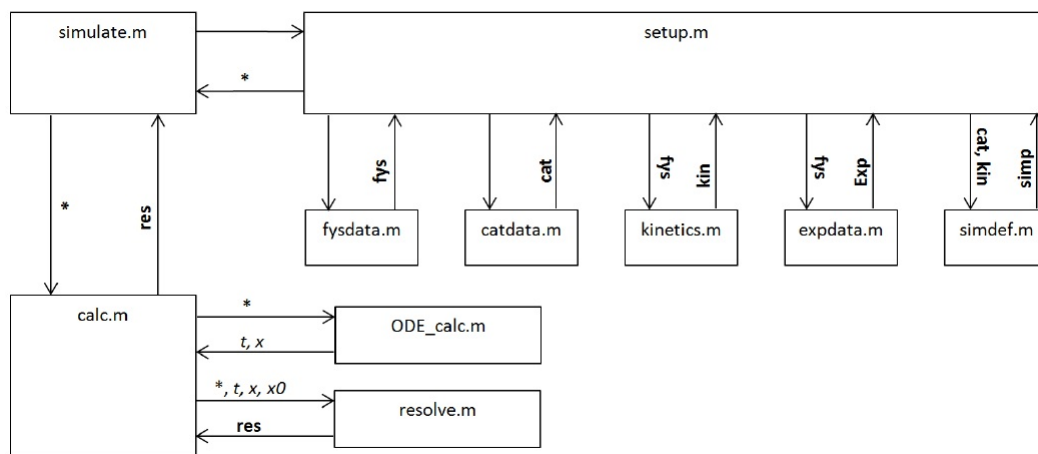 simulate.m
setup.m
*
*
res
fys
cat
fys
kin
fys
Exp
cat, kin
simd
fysdata.m
catdata.m
kinetics.m
expdata.m
simdef.m
calc.m
*
ODE_calc.m
t, x
*, t, x, x0
resolve.m
res